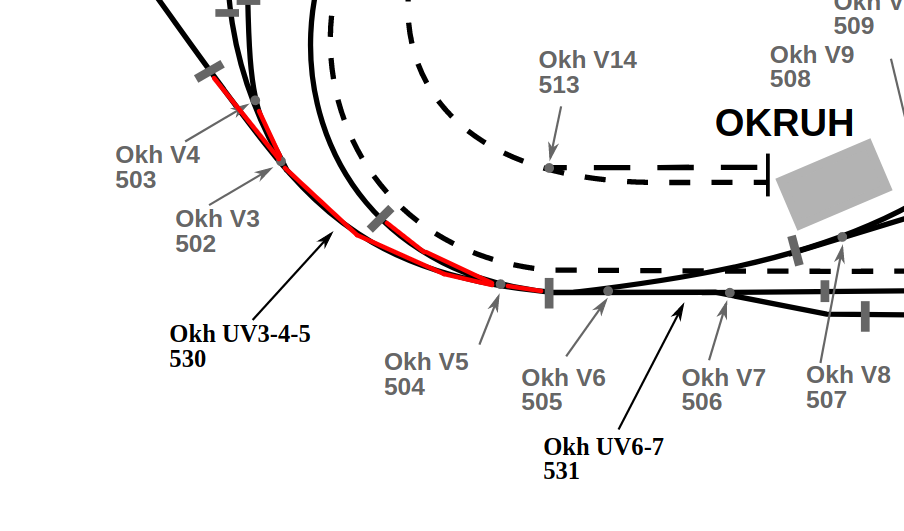 Okh V
509
Okh V14
513
Okh V9
508
OKRUH
Okh V4
503
Okh V3
502
Okh UV3-4-5
530
Okh V5
504
Okh V6
505
Okh V7
506
Okh V8
507
Okh UV6-7
531